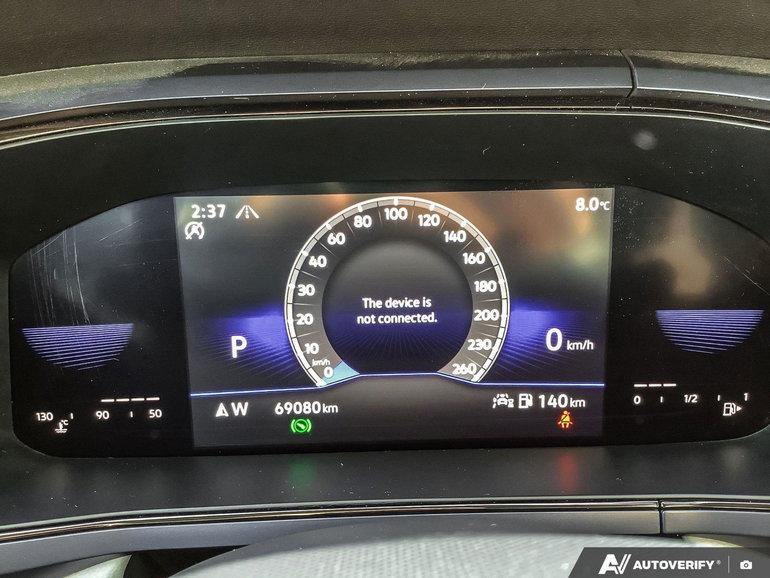 2:37
8.0°C
0 10 20 30 40 60 80 100 120 140 160 180 200 230 260
km/h
The device is
not connected.
P
0 km/h
130 90 50
°C
W 69080 km
140 km
0 1/2 1
AV AUTOVERIFY®